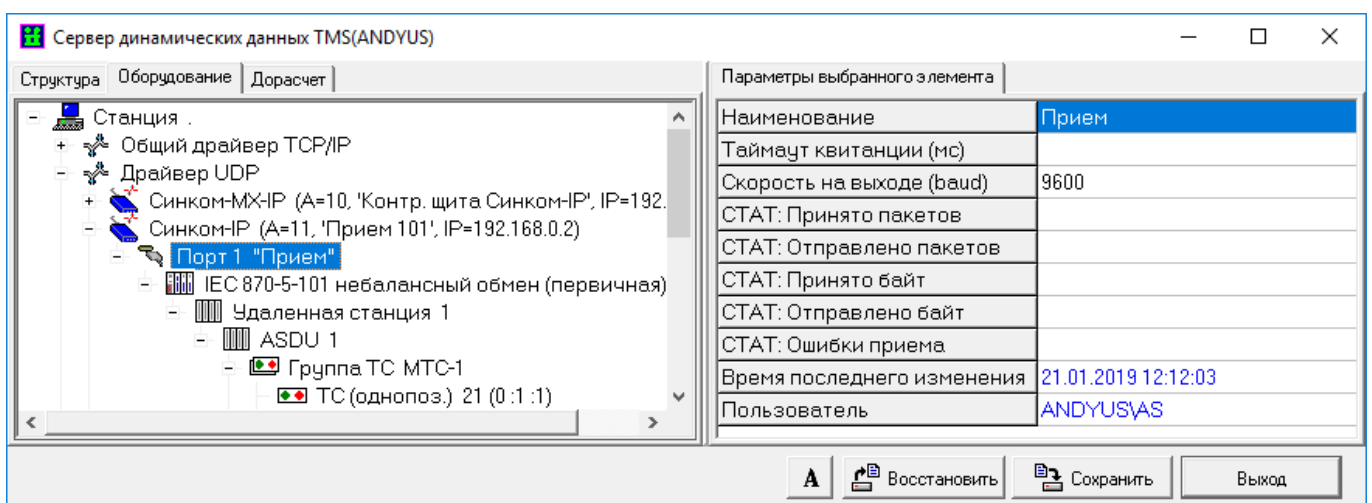 Сервер динамических данных TMS(ANDYUS)
Структура Оборудование Дорасчет
Станция .
Общий драйвер TCP/IP
Драйвер UDP
Синком-MX-IP (A=10, 'Контр. щита Синком-IP', IP=192.
Синком-IP (A=11, 'Прием 101', IP=192.168.0.2)
Порт 1 "Прием"
IEC 870-5-101 небалансный обмен (первичная)
Удаленная станция 1
ASDU 1
Группа ТС МТС-1
ТС (однопоз.) 21 (0 :1 :1)
Параметры выбранного элемента
Наименование Прием
Таймаут квитанции (мс)
Скорость на выходе (baud) 9600
СТАТ: Принято пакетов
СТАТ: Отправлено пакетов
СТАТ: Принято байт
СТАТ: Отправлено байт
СТАТ: Ошибки приема
Время последнего изменения 21.01.2019 12:12:03
Пользователь ANDYUS\AS
A Восстановить Сохранить Выход